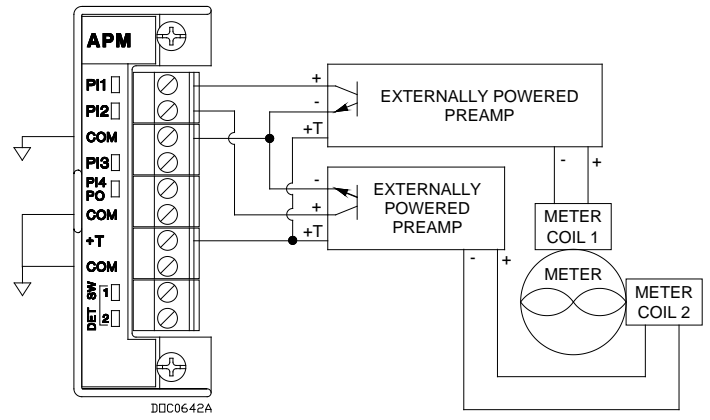 APM
PI1
PI2
COM
PI3
PI4
PO
COM
+T
COM
SW 1
DET 2
DOC0642A
+
-
+T
EXTERNALLY POWERED
PREAMP
-
+
+T
EXTERNALLY
POWERED
PREAMP
- +
- +
METER
COIL 1
METER
METER
COIL 2